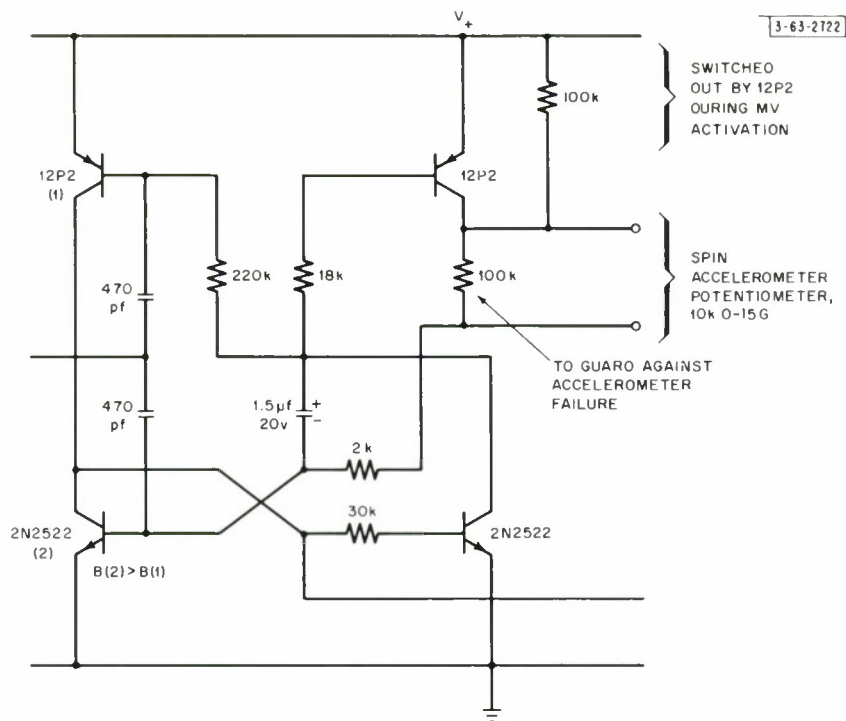 V+
3-63-2722
SWITCHED
OUT BY 12P2
OURING MV
ACTIVATION
100k
12P2
(1)
12P2
220k
18k
100k
470
pf
SPIN
ACCELEROMETER
POTENTIOMETER,
10k 0-15G
TO GUARO AGAINST
ACCELEROMETER
FAILURE
470
pf
1.5μf
20v
+
-
2k
30k
2N2522
(2)
2N2522
B(2)>B(1)